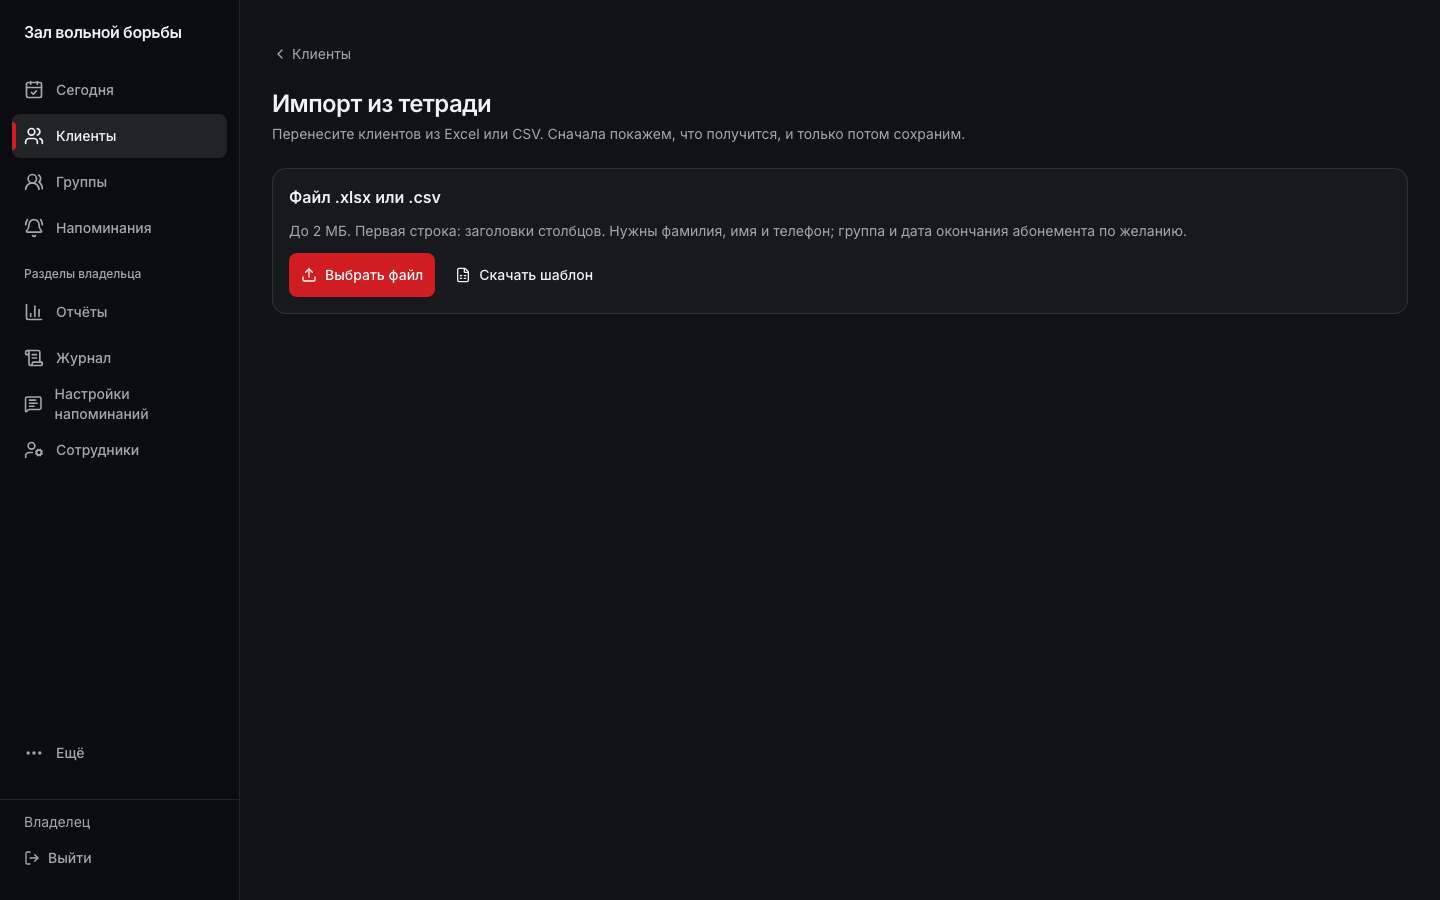 Зал вольной борьбы
Сегодня
Клиенты
Группы
Напоминания
Разделы владельца
Отчёты
Журнал
Настройки
напоминаний
Сотрудники
Ещё
Владелец
Выйти
Клиенты
Импорт из тетради
Перенесите клиентов из Excel или CSV. Сначала покажем, что получится, и только потом сохраним.
Файл .xlsx или .csv
До 2 МБ. Первая строка: заголовки столбцов. Нужны фамилия, имя и телефон; группа и дата окончания абонемента по желанию.
Выбрать файл
Скачать шаблон